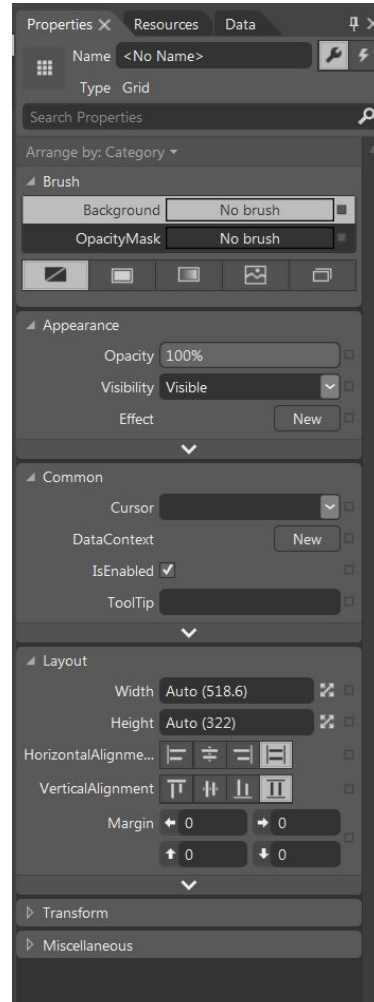 Properties Resources Data
Name <No Name>
Type Grid
Search Properties
Arrange by: Category
Brush
Background No brush
OpacityMask No brush
Appearance
Opacity 100%
Visibility Visible
Effect New
Common
Cursor
DataContext New
IsEnabled
ToolTip
Layout
Width Auto (518.6)
Height Auto (322)
HorizontalAlignme...
VerticalAlignment
Margin 0 0
0 0
Transform
Miscellaneous